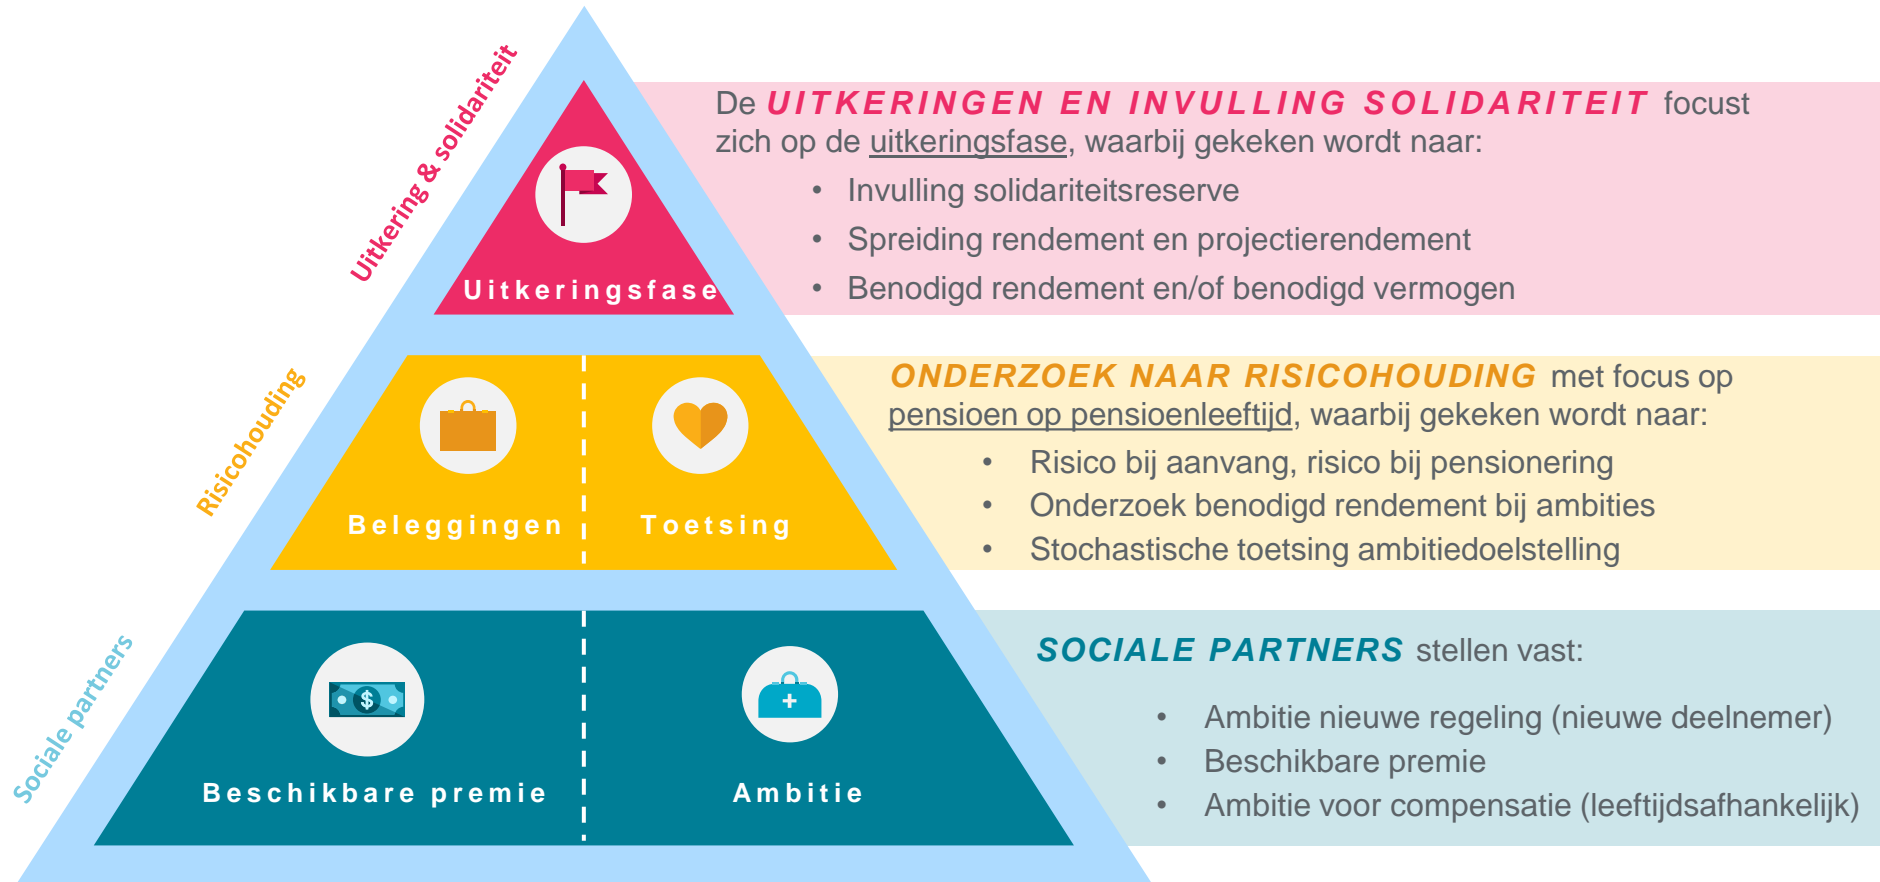 Uitkering & solidariteit
De UITKERINGEN EN INVULLING SOLIDARITEIT focust
zich op de uitkeringsfase, waarbij gekeken wordt naar:
• Invulling solidariteitsreserve
• Spreiding rendement en projectierendement
• Benodigd rendement en/of benodigd vermogen
Uitkeringsfase
Risicohouding
ONDERZOEK NAAR RISICOHOUDING met focus op
pensioen op pensioenleeftijd, waarbij gekeken wordt naar:
• Risico bij aanvang, risico bij pensionering
• Onderzoek benodigd rendement bij ambities
• Stochastische toetsing ambitiedoelstelling
Beleggingen
Toetsing
Sociale partners
SOCIALE PARTNERS stellen vast:
• Ambitie nieuwe regeling (nieuwe deelnemer)
• Beschikbare premie
• Ambitie voor compensatie (leeftijdsafhankelijk)
$
Beschikbare premie
Ambitie